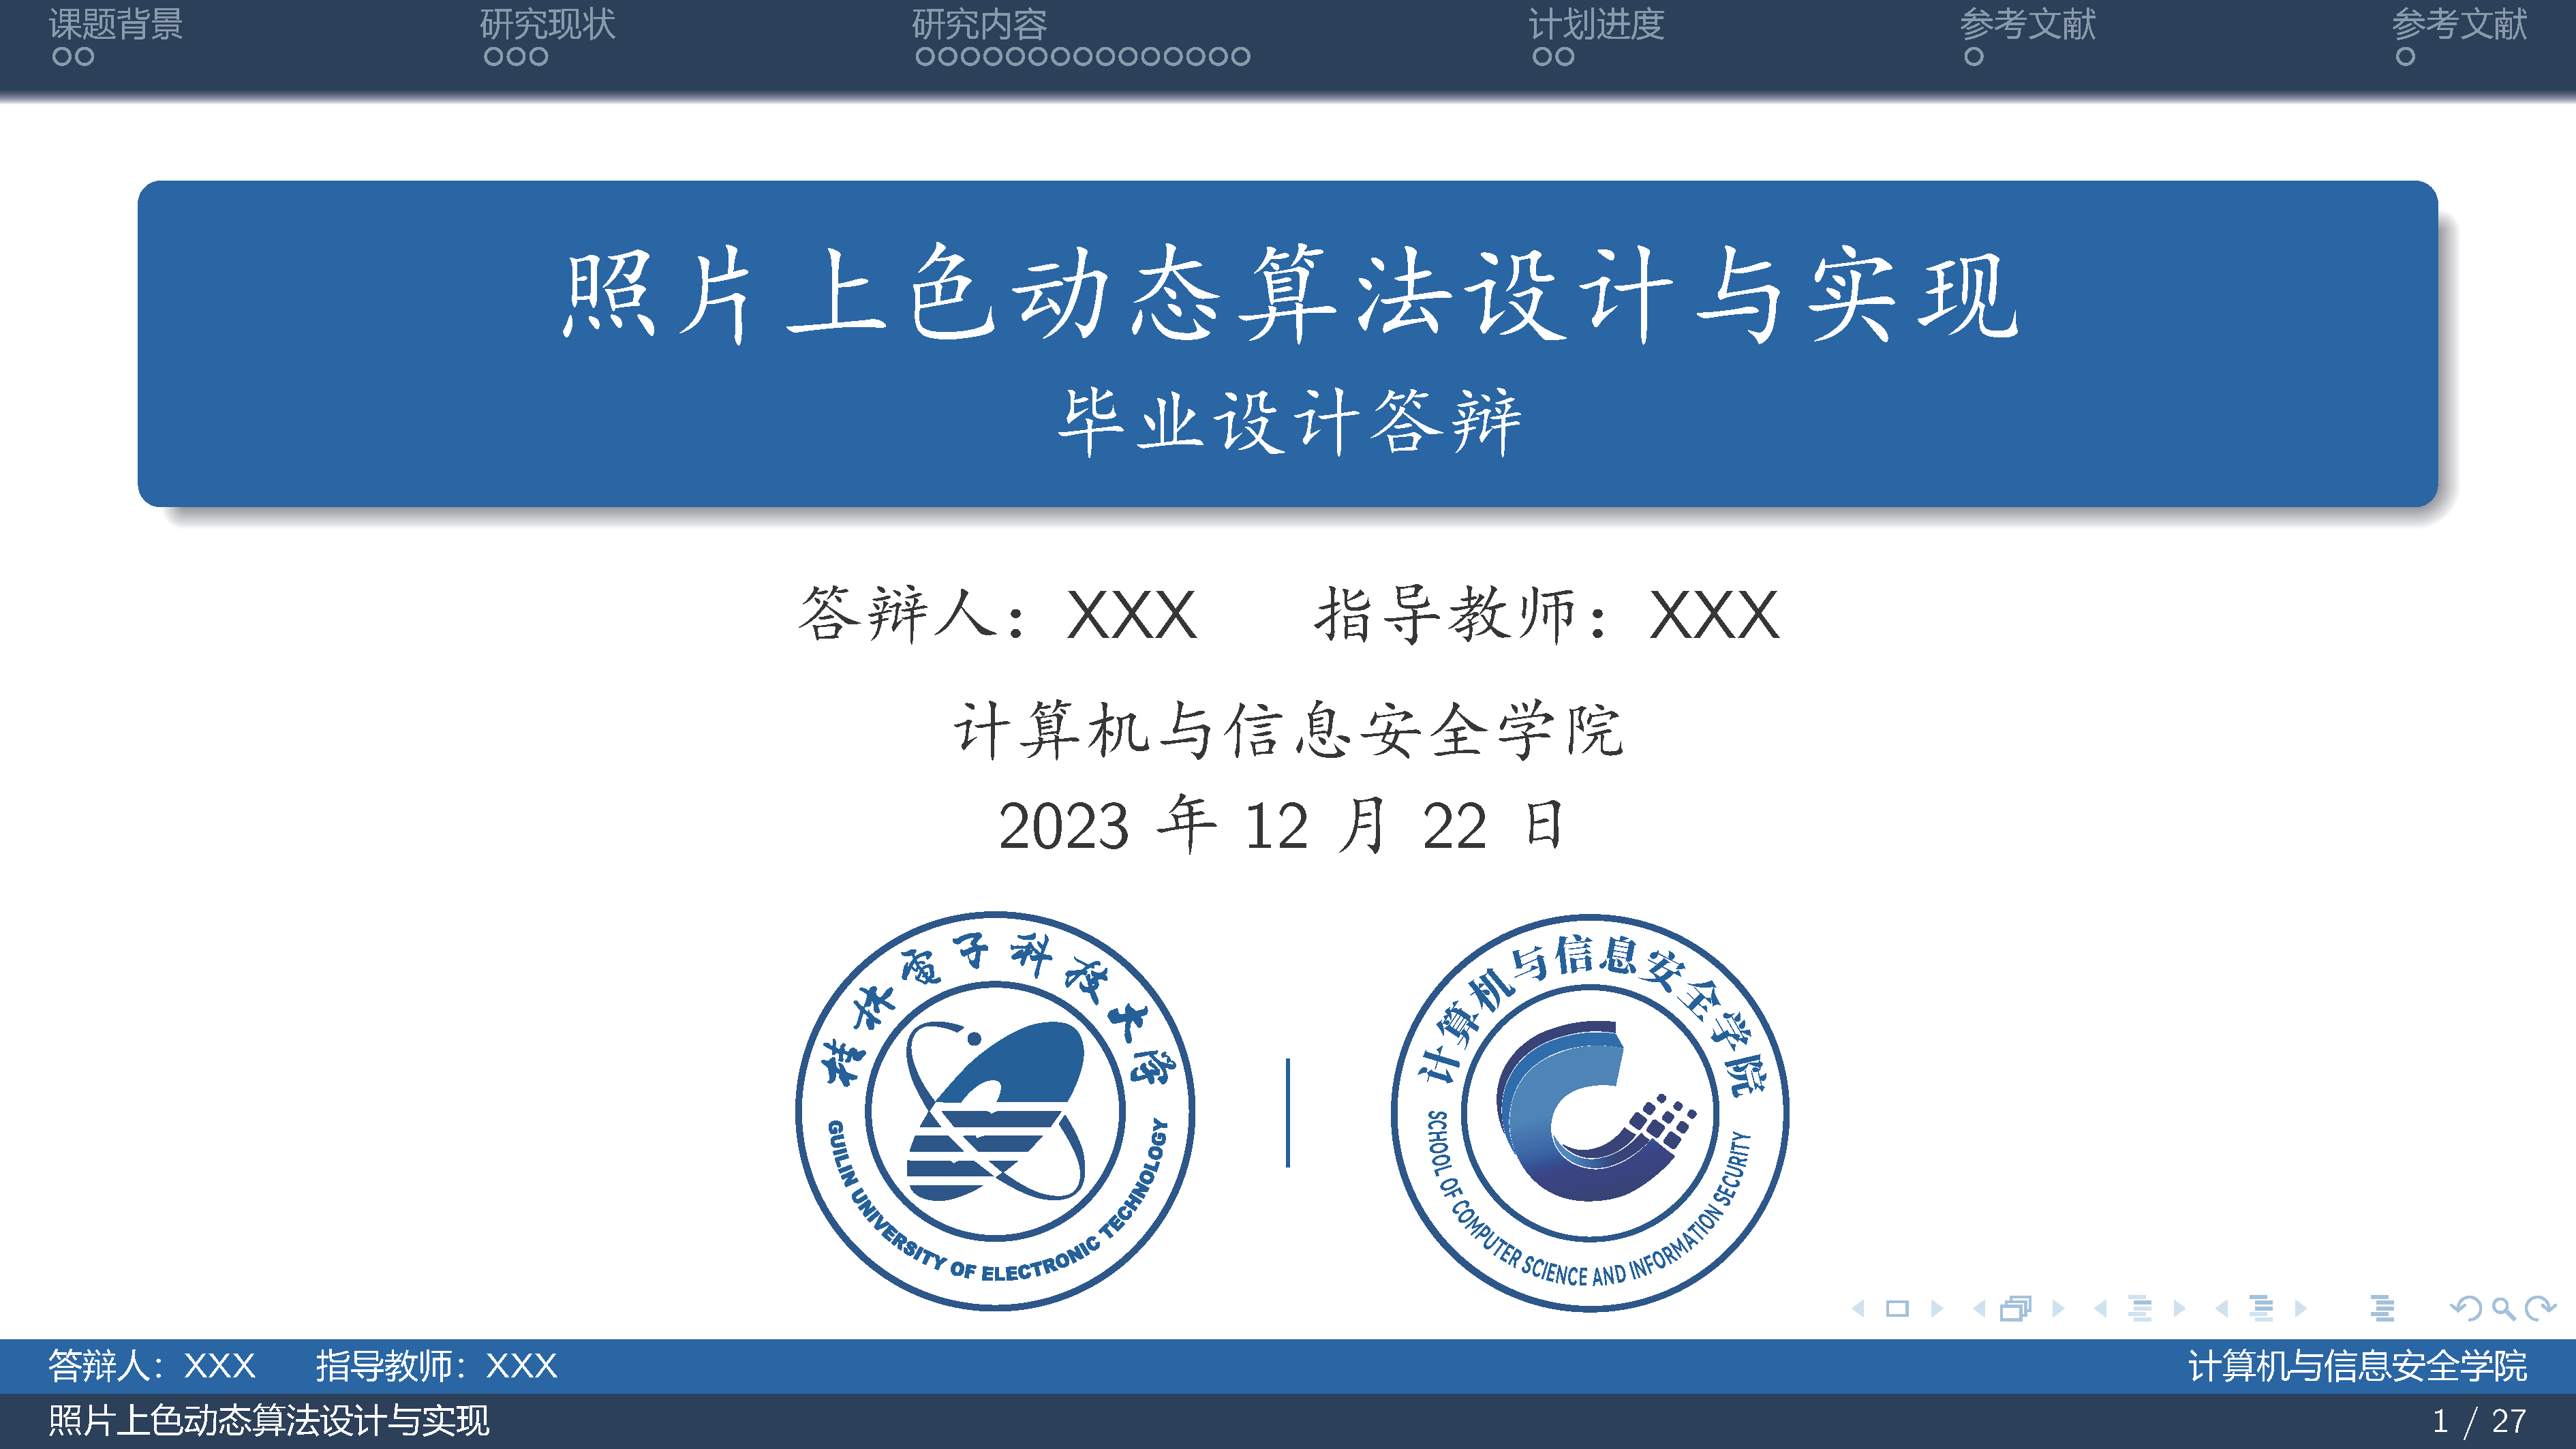 课题背景 研究现状 研究内容 计划进度 参考文献 参考文献
照片上色动态算法设计与实现
毕业设计答辩
答辩人：XXX 指导教师：XXX
计算机与信息安全学院
2023 年 12 月 22 日
桂林電子科技大学
GUILIN UNIVERSITY OF ELECTRONIC TECHNOLOGY
计算机与信息安全学院
SCHOOL OF COMPUTER SCIENCE AND INFORMATION SECURITY
答辩人：XXX 指导教师：XXX 计算机与信息安全学院
照片上色动态算法设计与实现 1 / 27